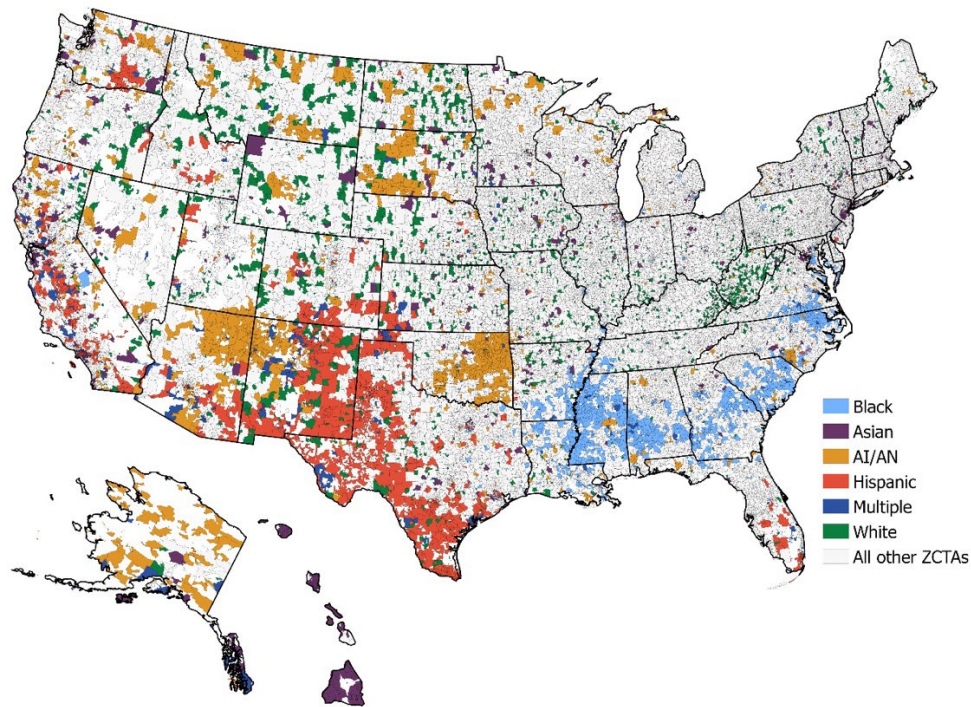 Black
Asian
AI/AN
Hispanic
Multiple
White
All other ZCTAs